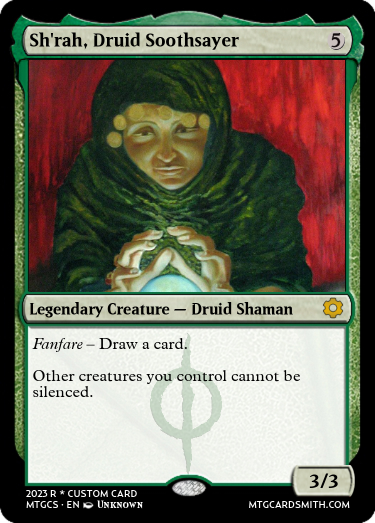 Sh'rah, Druid Soothsayer 5
Legendary Creature — Druid Shaman
Fanfare – Draw a card.
Other creatures you control cannot be
silenced.
3/3
2023 R * CUSTOM CARD
MTGCS · EN UNKNOWN
MTGCARDSMITH.COM